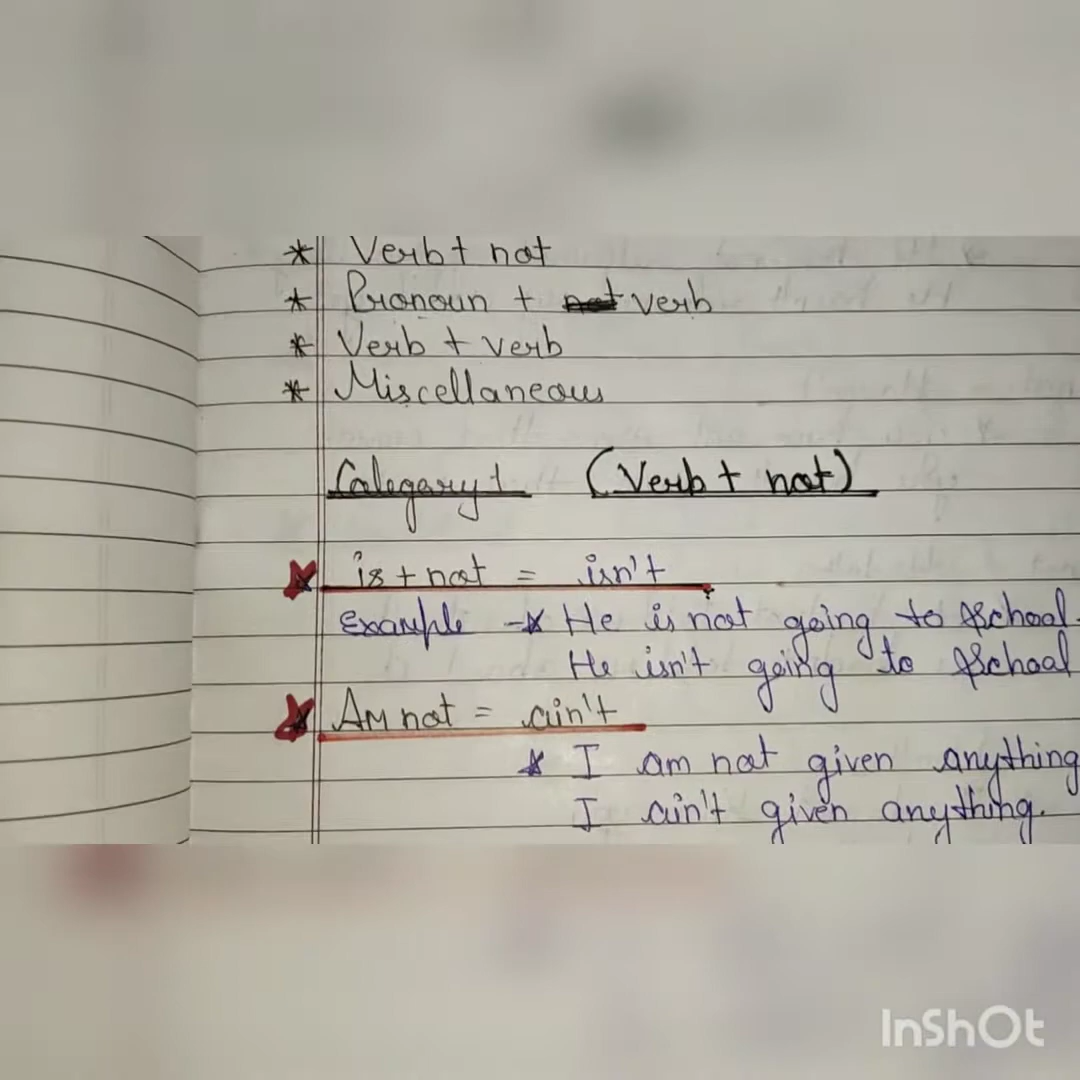 * Verb + not
* Pronoun + not verb
* Verb + verb
* Miscellaneous
Categary 1 (Verb + not)
* is + not = isn't
Example -* He is not going to school.
He isn't going to school
* Am not = ain't
* I am not given anything
I ain't given anything.
InShOt